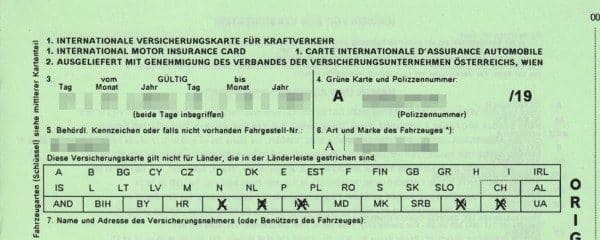 00
1. INTERNATIONALE VERSICHERUNGSKARTE FÜR KRAFTVERKEHR
1. INTERNATIONAL MOTOR INSURANCE CARD 1. CARTE INTERNATIONALE D'ASSURANCE AUTOMOBILE
2. AUSGELIEFERT MIT GENEHMIGUNG DES VERBANDES DER VERSICHERUNGSUNTERNEHMEN ÖSTERREICHS, WIEN
3. vom GÜLTIG bis
Tag Monat Jahr Tag Monat Jahr
(beide Tage inbegriffen)
4. Grüne Karte und Polizzennummer:
A /19
(Polizzennummer)
5. Behördl. Kennzeichen oder falls nicht vorhanden Fahrgestell-Nr.:
6. Art und Marke des Fahrzeuges *):
A
Diese Versicherungskarte gilt nicht für Länder, die in der Länderleiste gestrichen sind.
A B BG CY CZ D DK E EST F FIN GB GR H I IRL
IS L LT LV M N NL P PL RO S SK SLO CH AL
AND BIH BY HR MD MK SRB UA
7. Name und Adresse des Versicherungsnehmers (oder Benützers des Fahrzeuges):
Fahrzeugarten (Schlüssel) siehe mittlerer Kartenteil
ORIG